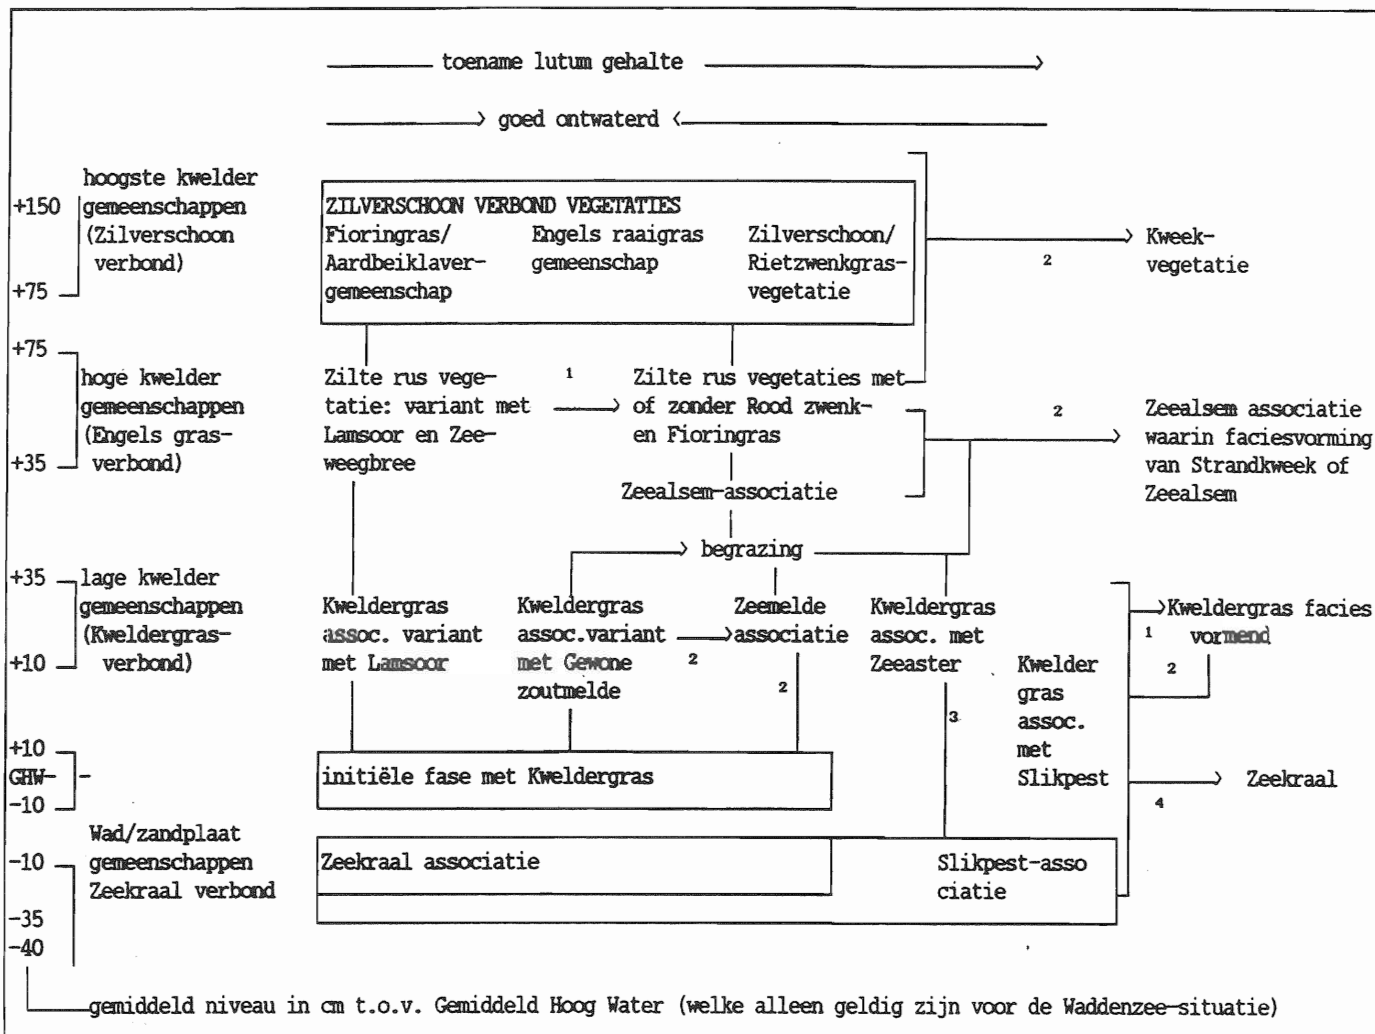 toename lutum gehalte
goed ontwaterd
hoogste kwelder
+150 gemeenschappen
(Zilverschoon
verbond)
+75
ZILVERSCHOON VERBOND VEGETATIES
Fioringras/
Aardbeiklaver-
gemeenschap
Engels raaigras
gemeenschap
Zilverschoon/
Rietzwenkgras-
vegetatie
2
Kweek-
vegetatie
+75
hoge kwelder
gemeenschappen
(Engels gras-
verbond)
+35
Zilte rus vege-
tatie: variant met
Lamsoor en Zee-
weegbree
1
Zilte rus vegetaties met
of zonder Rood zwenk-
en Fioringras
Zeealsem-associatie
2
Zeealsem associatie
waarin faciesvorming
van Strandkweek of
Zeealsem
begrazing
+35
lage kwelder
gemeenschappen
(Kweldergras-
verbond)
+10
Kweldergras
assoc. variant
met Lamsoor
Kweldergras
assoc.variant
met Gewone
zoutmelde
2
Zeemelde
associatie
2
Kweldergras
assoc. met
Zeeaster
3
Kwelder
gras
assoc.
met
Slikpest
Kweldergras facies
vormend
1
2
+10
GHW-
-10
initiële fase met Kweldergras
Zeekraal
4
Wad/zandplaat
gemeenschappen
Zeekraal verbond
-10
-35
-40
Zeekraal associatie
Slikpest-asso
ciatie
gemiddeld niveau in cm t.o.v. Gemiddeld Hoog Water (welke alleen geldig zijn voor de Waddenzee-situatie)